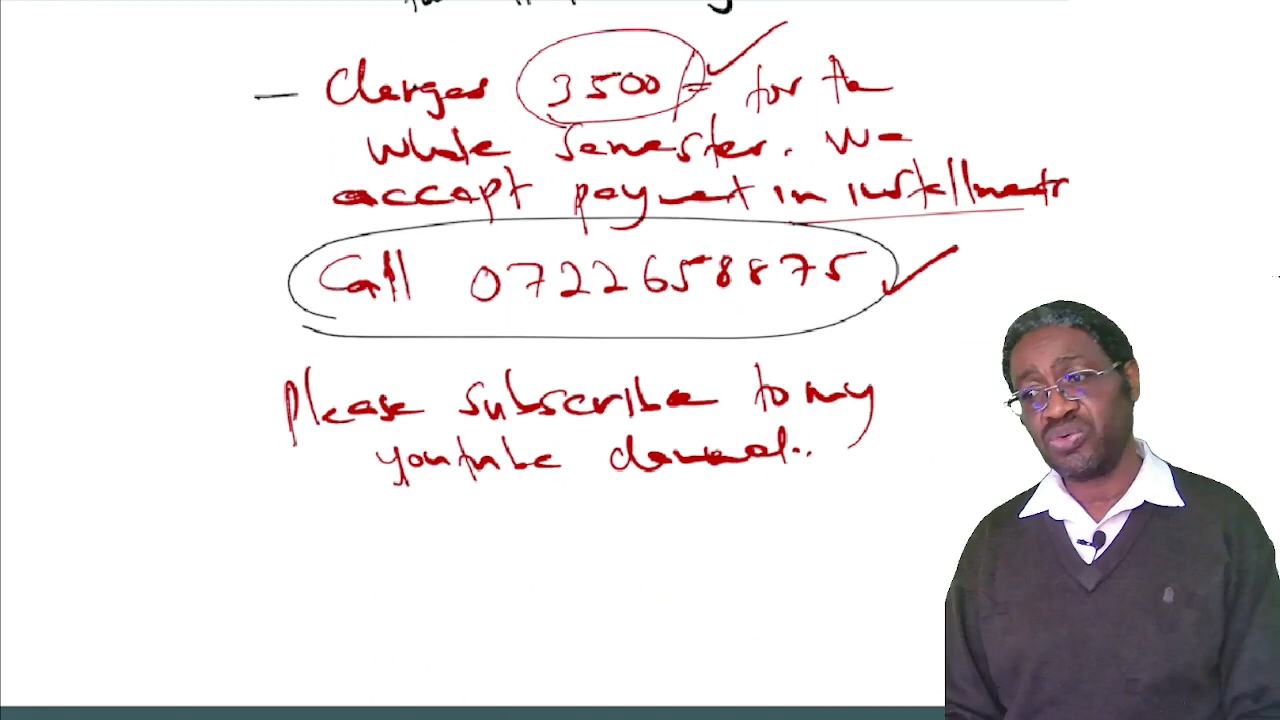 — Charges 3500/= for the
whole semester. We
accept payment in installments
Call 0722658875
Please subscribe to my
youtube channel.